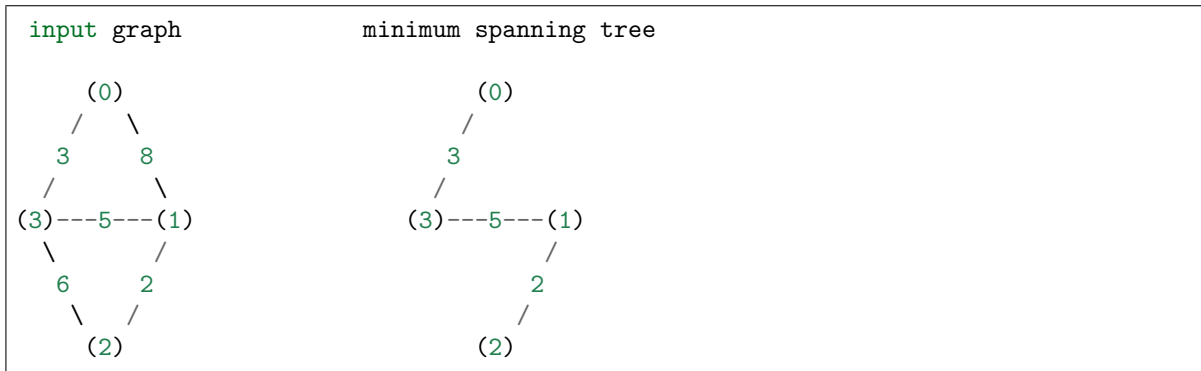 input graph minimum spanning tree
(0) (0)
/ \ /
3 8 3
/ \ /
(3)---5---(1) (3)---5---(1)
\ / /
6 2 2
\ / /
(2) (2)